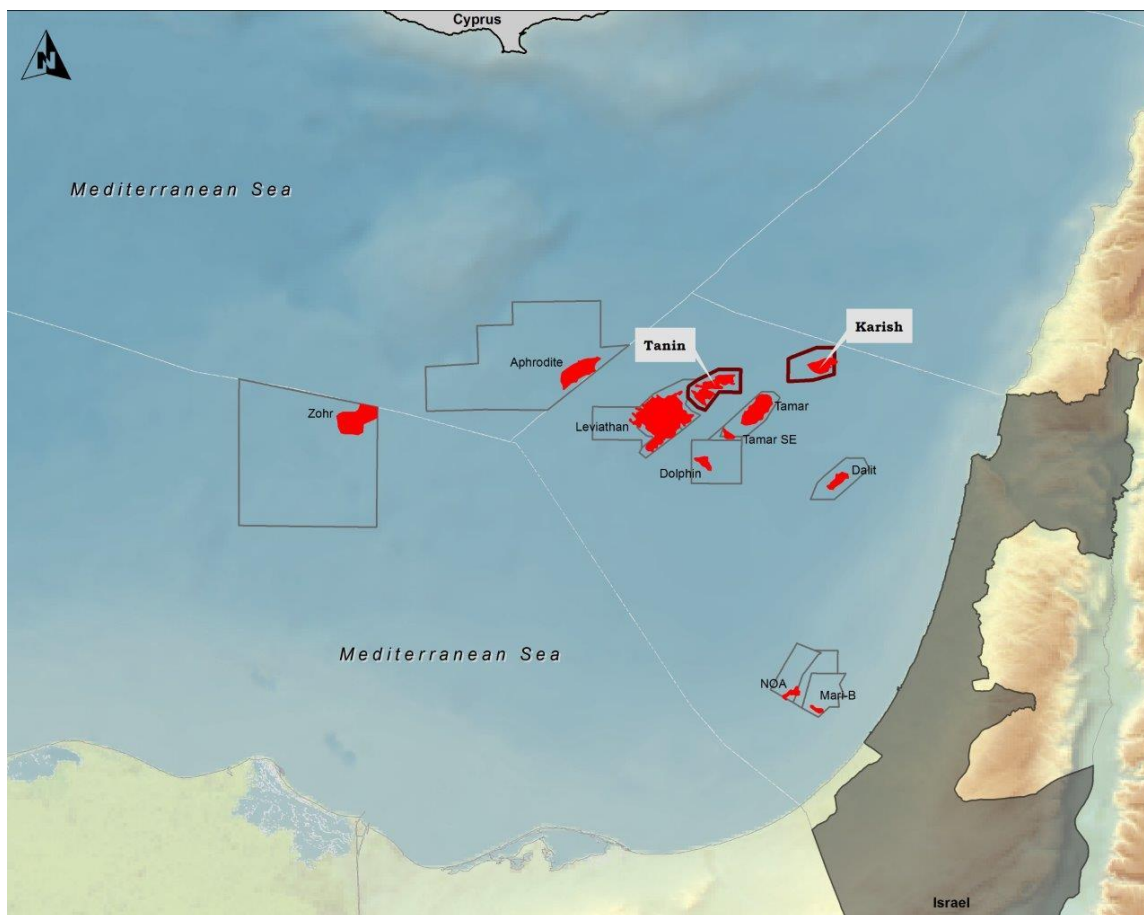 Cyprus
N
Mediterranean Sea
Karish
Tanin
Aphrodite
Zohr
Tamar
Leviathan
Tamar SE
Dolphin
Dalit
Mediterranean Sea
NOA
Mari-B
Israel